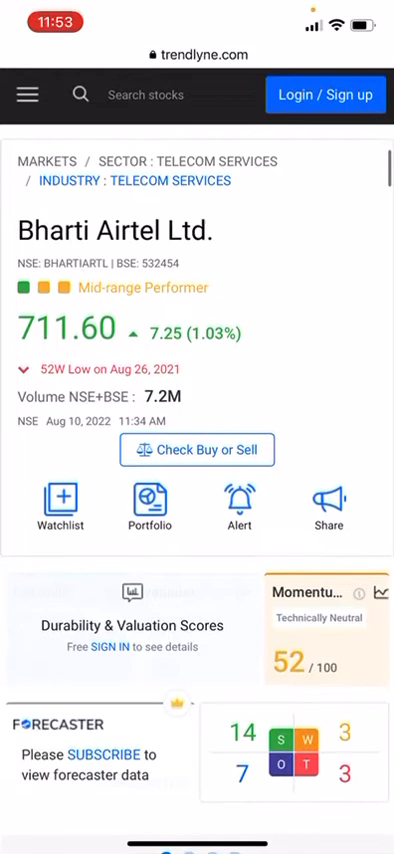 11:53
trendlyne.com
Search stocks
Login / Sign up
MARKETS / SECTOR : TELECOM SERVICES
/ INDUSTRY : TELECOM SERVICES
Bharti Airtel Ltd.
NSE: BHARTIARTL | BSE: 532454
Mid-range Performer
711.60 7.25 (1.03%)
52W Low on Aug 26, 2021
Volume NSE+BSE : 7.2M
NSE Aug 10, 2022 11:34 AM
Check Buy or Sell
Watchlist
Portfolio
Alert
Share
Durability & Valuation Scores
Free SIGN IN to see details
Momentu...
Technically Neutral
52 / 100
FORECASTER
Please SUBSCRIBE to
view forecaster data
14 S W 3
7 O T 3